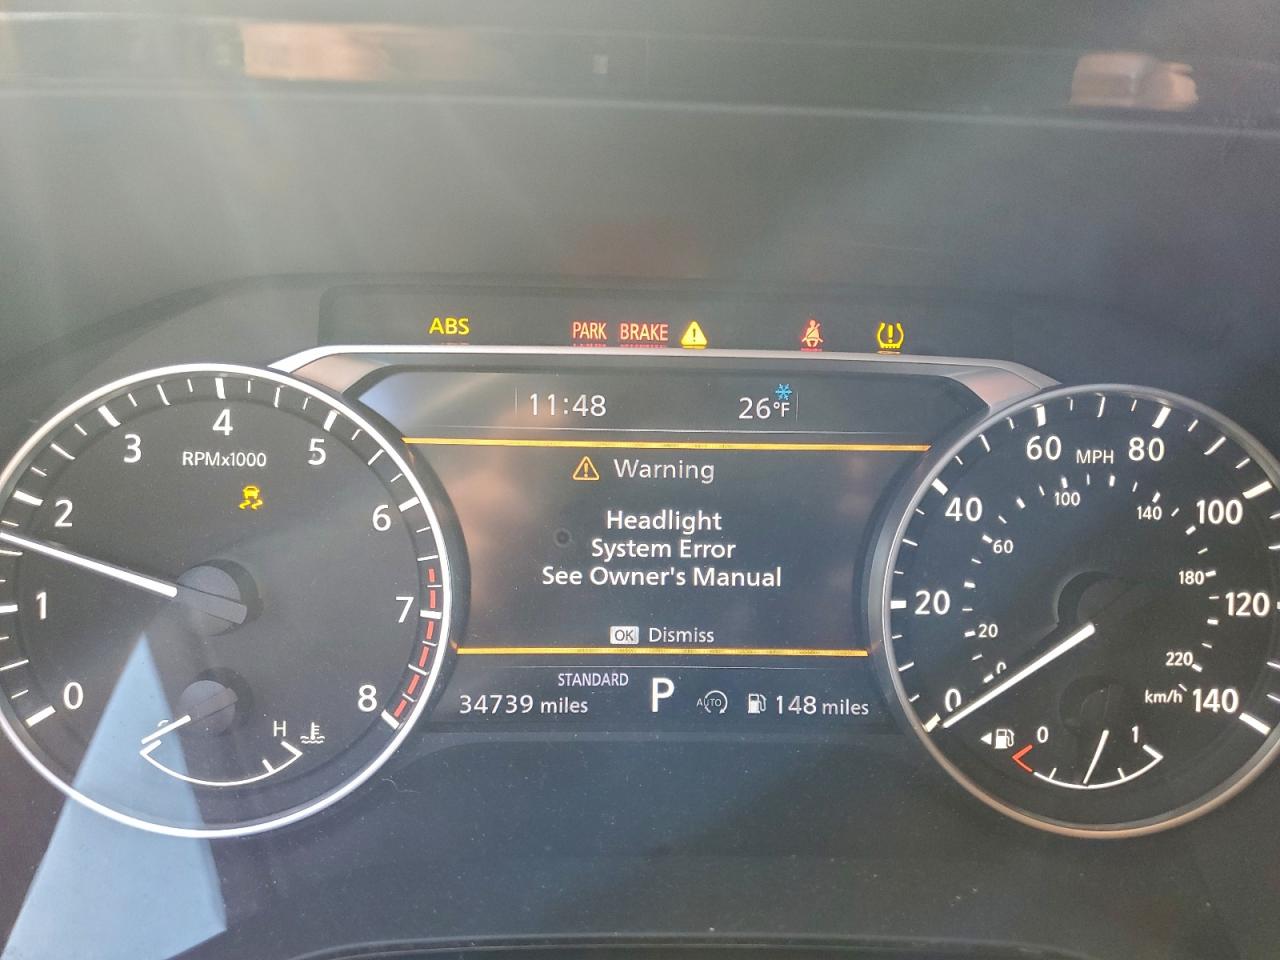 ABS PARK BRAKE
11:48 26°F
Warning
Headlight
System Error
See Owner's Manual
OK Dismiss
STANDARD
34739 miles P AUTO 148 miles
0 1 2 3 4 5 6 7 8
RPMx1000
H
0 20 40 60 80 100 120 140
MPH
0 20 60 100 140 180 220
km/h
0 1